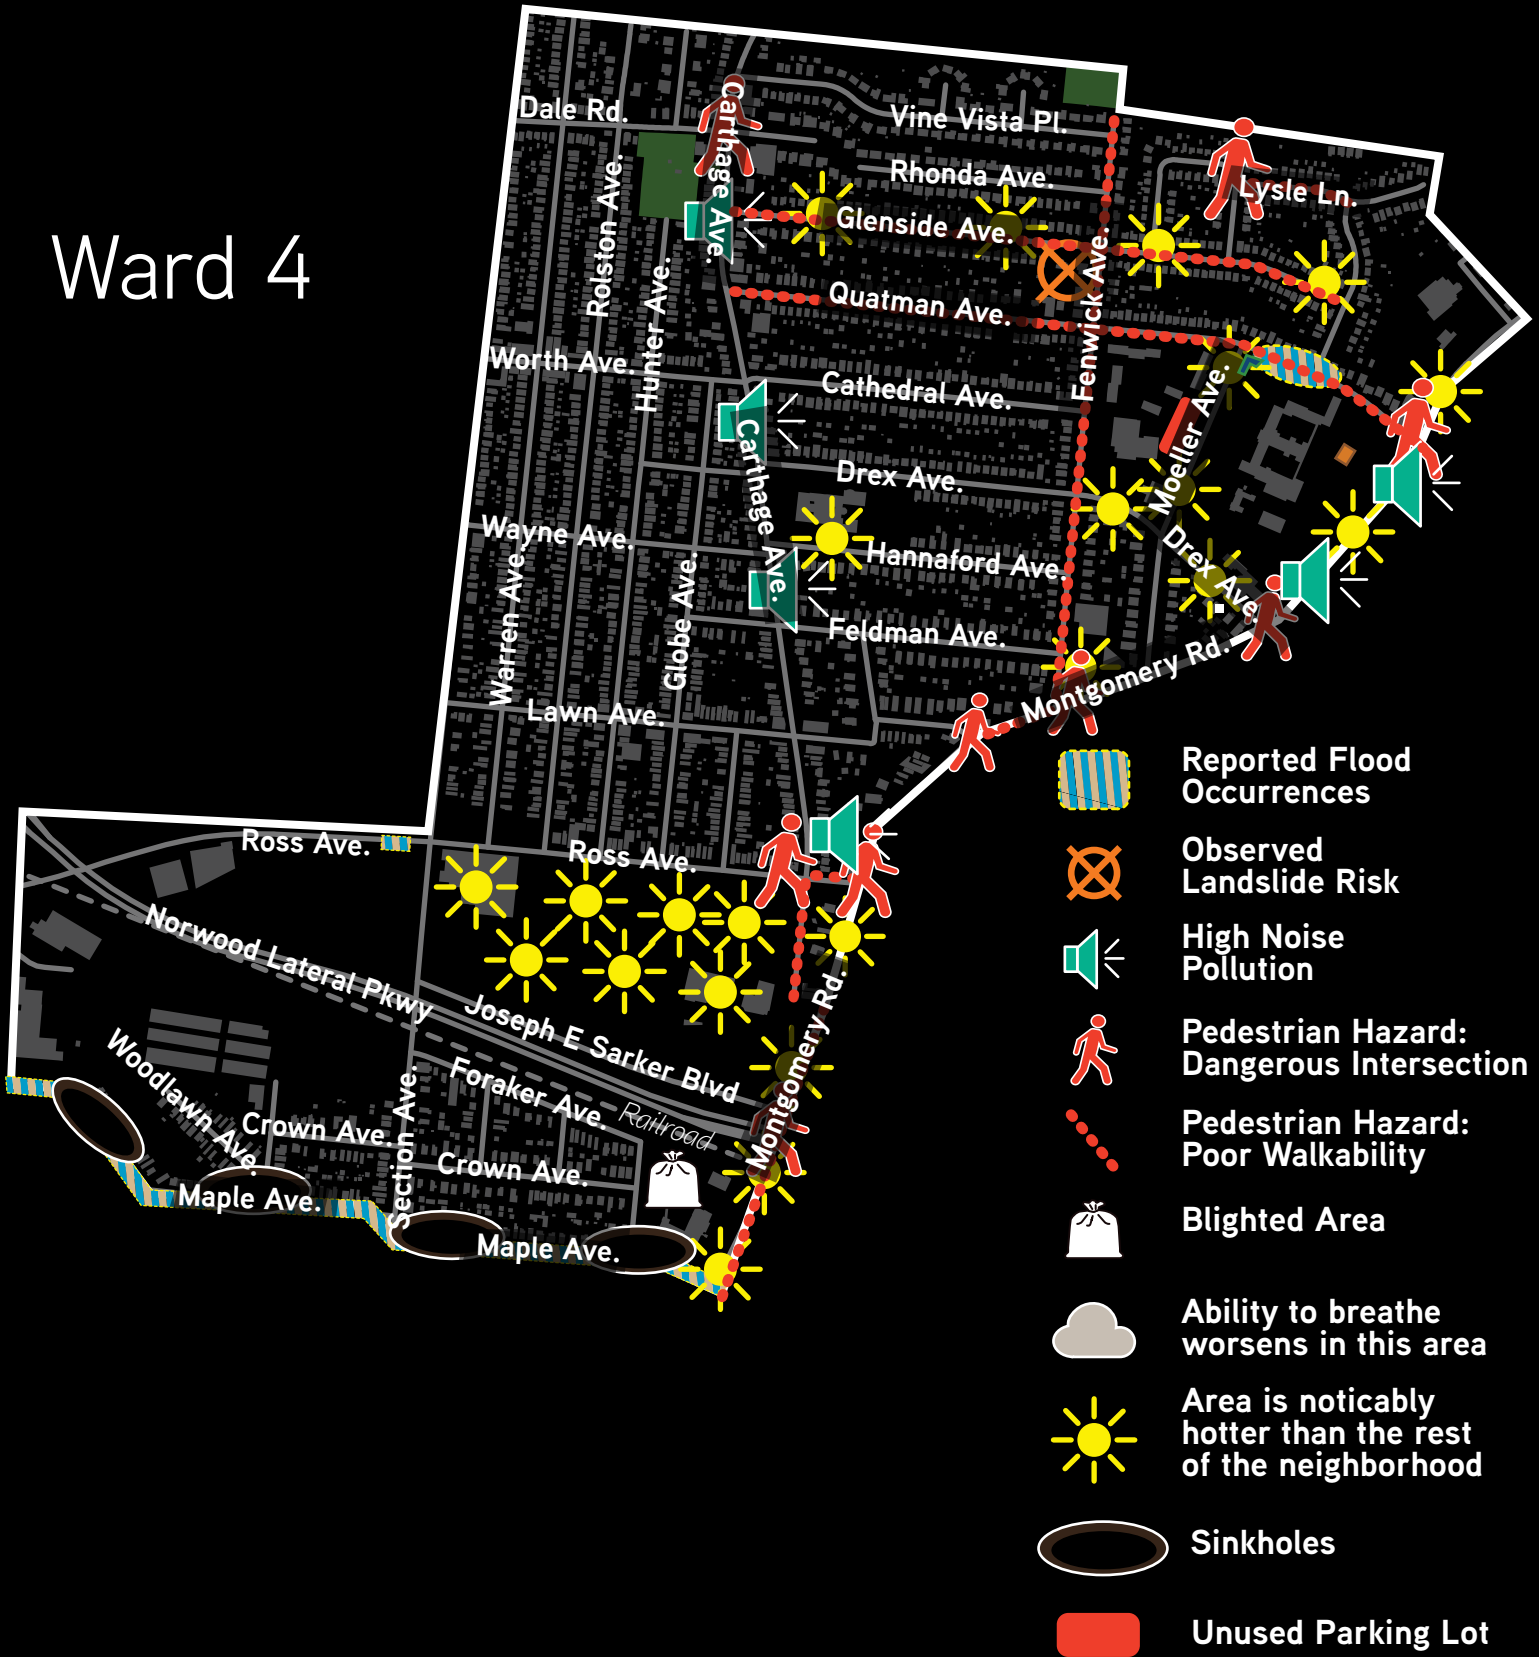 Ward 4
Dale Rd.
Carthage Ave.
Vine Vista Pl.
Rhonda Ave.
Lysle Ln.
Rolston Ave.
Glenside Ave.
Hunter Ave.
Quatman Ave.
Fenwick Ave.
Worth Ave.
Cathedral Ave.
Moeller Ave.
Carthage Ave.
Drex Ave.
Wayne Ave.
Hannaford Ave.
Drex Ave.
Warren Ave.
Globe Ave.
Feldman Ave.
Montgomery Rd.
Lawn Ave.
Ross Ave.
Ross Ave.
Norwood Lateral Pkwy
Joseph E Sarker Blvd
Montgomery Rd.
Woodlawn Ave.
Foraker Ave.
Railroad
Crown Ave.
Section Ave.
Crown Ave.
Maple Ave.
Maple Ave.
Reported Flood
Occurrences
Observed
Landslide Risk
High Noise
Pollution
Pedestrian Hazard:
Dangerous Intersection
Pedestrian Hazard:
Poor Walkability
Blighted Area
Ability to breathe
worsens in this area
Area is noticably
hotter than the rest
of the neighborhood
Sinkholes
Unused Parking Lot